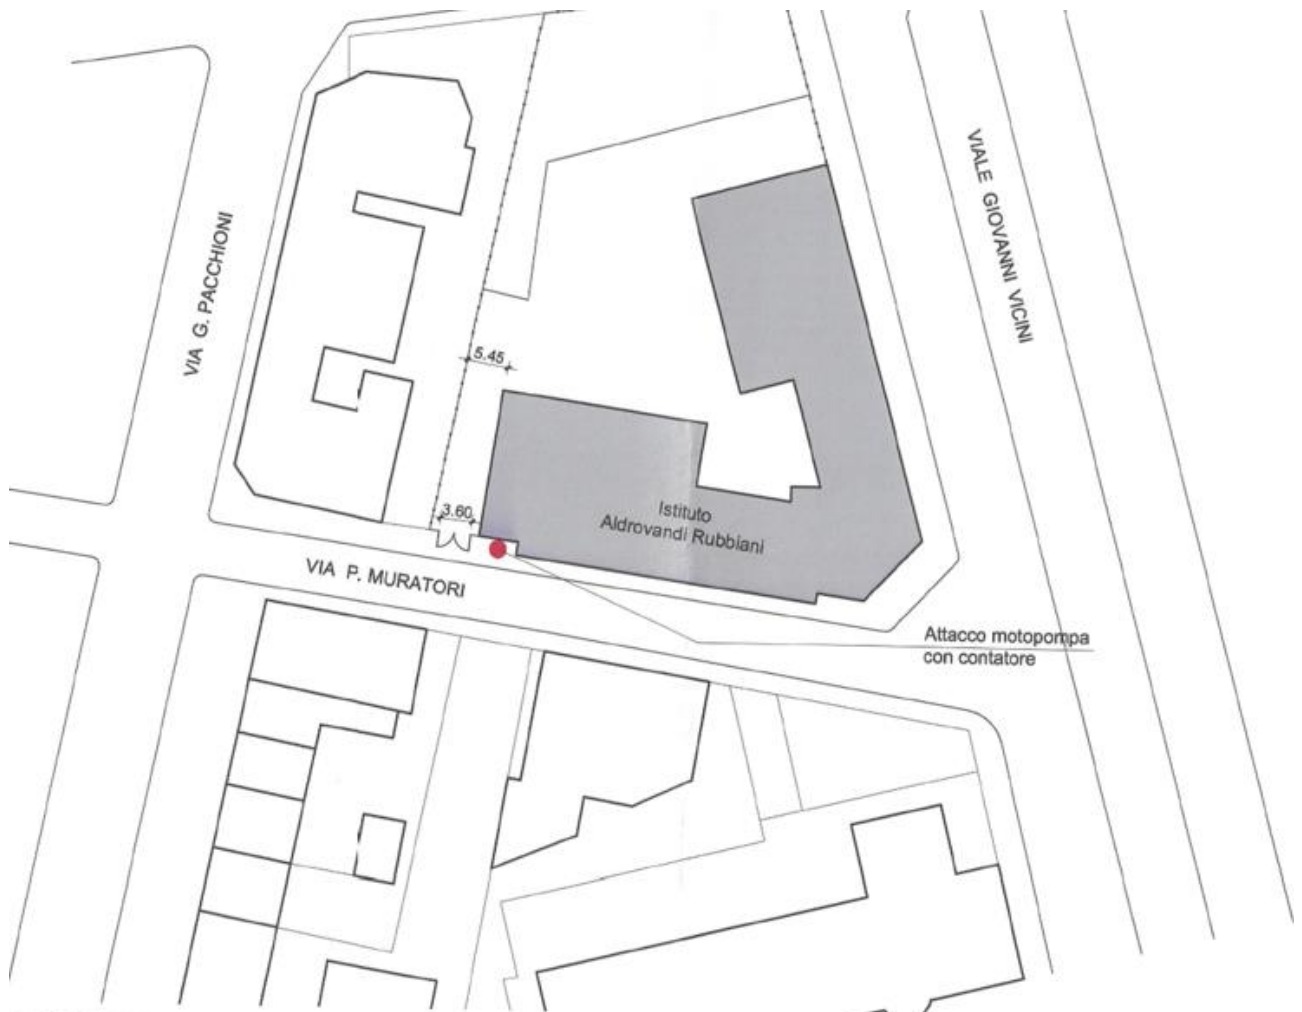 VIALE GIOVANNI VICINI
VIA G. PACCHIONI
5.45
3.60
Istituto
Aldrovandi Rubbiani
VIA P. MURATORI
Attacco motopompa
con contatore